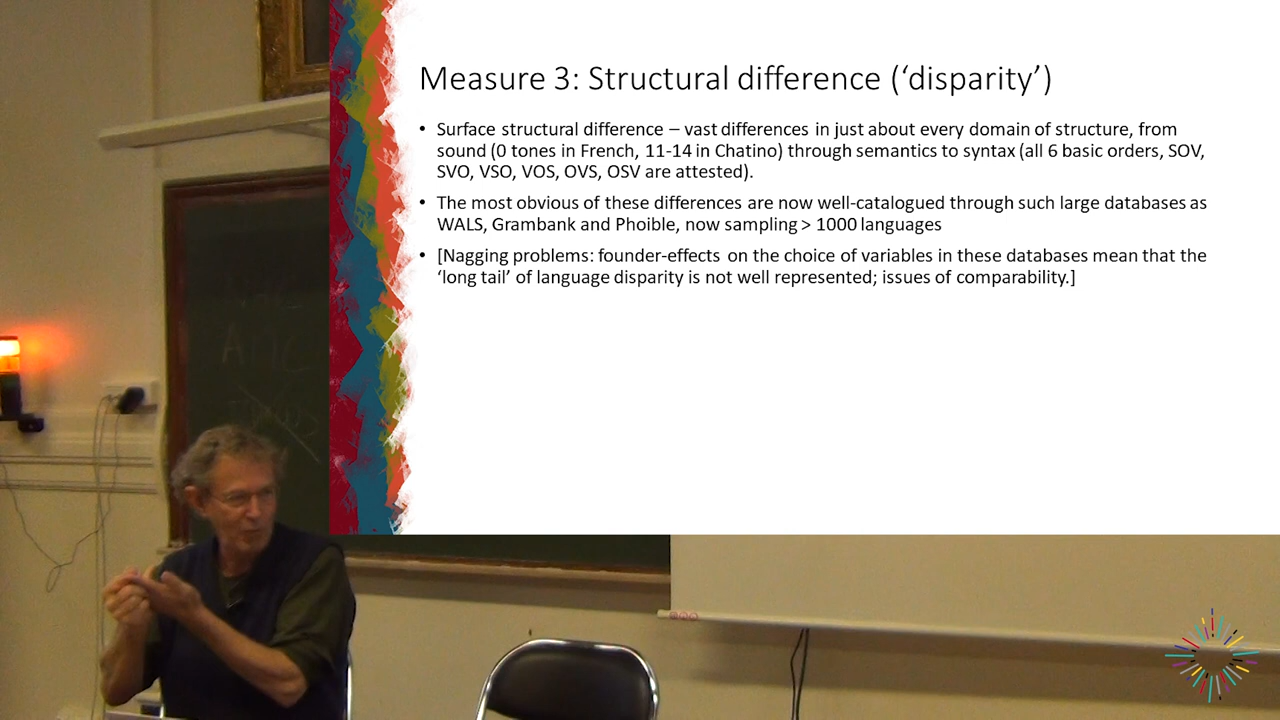 Measure 3: Structural difference (‘disparity’)
• Surface structural difference – vast differences in just about every domain of structure, from
sound (0 tones in French, 11-14 in Chatino) through semantics to syntax (all 6 basic orders, SOV,
SVO, VSO, VOS, OVS, OSV are attested).
• The most obvious of these differences are now well-catalogued through such large databases as
WALS, Grambank and Phoible, now sampling > 1000 languages
• [Nagging problems: founder-effects on the choice of variables in these databases mean that the
‘long tail’ of language disparity is not well represented; issues of comparability.]